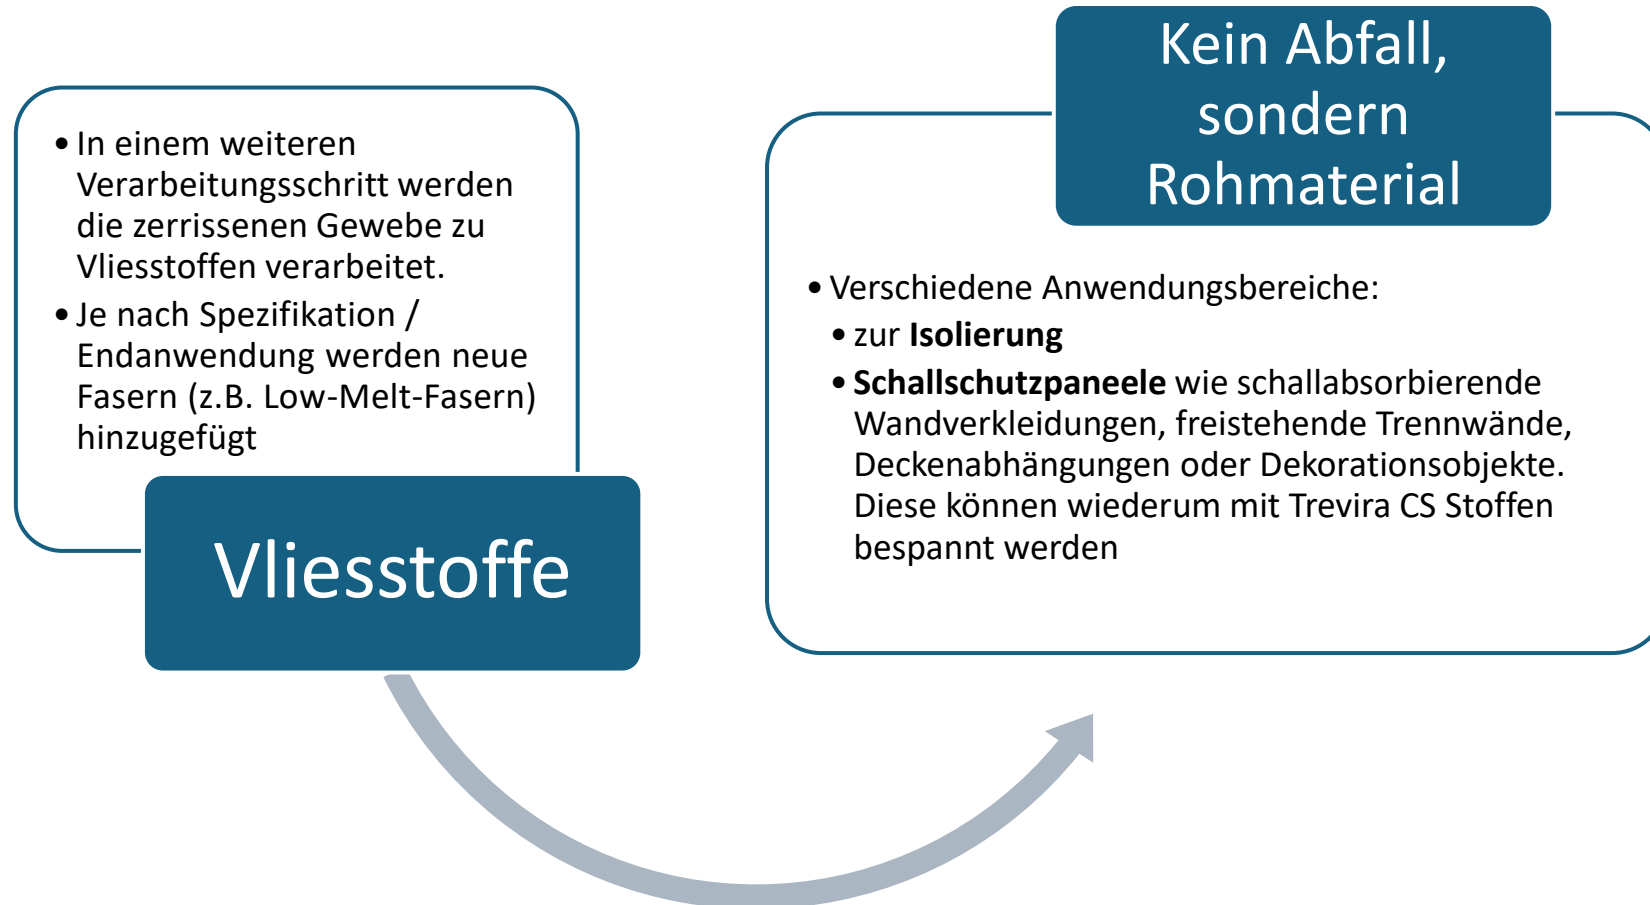 • In einem weiteren
Verarbeitungsschritt werden
die zerrissenen Gewebe zu
Vliesstoffen verarbeitet.
• Je nach Spezifikation /
Endanwendung werden neue
Fasern (z.B. Low-Melt-Fasern)
hinzugefügt
Vliesstoffe
Kein Abfall,
sondern
Rohmaterial
• Verschiedene Anwendungsbereiche:
• zur Isolierung
• Schallschutzpaneele wie schallabsorbierende
Wandverkleidungen, freistehende Trennwände,
Deckenabhängungen oder Dekorationsobjekte.
Diese können wiederum mit Trevira CS Stoffen
bespannt werden